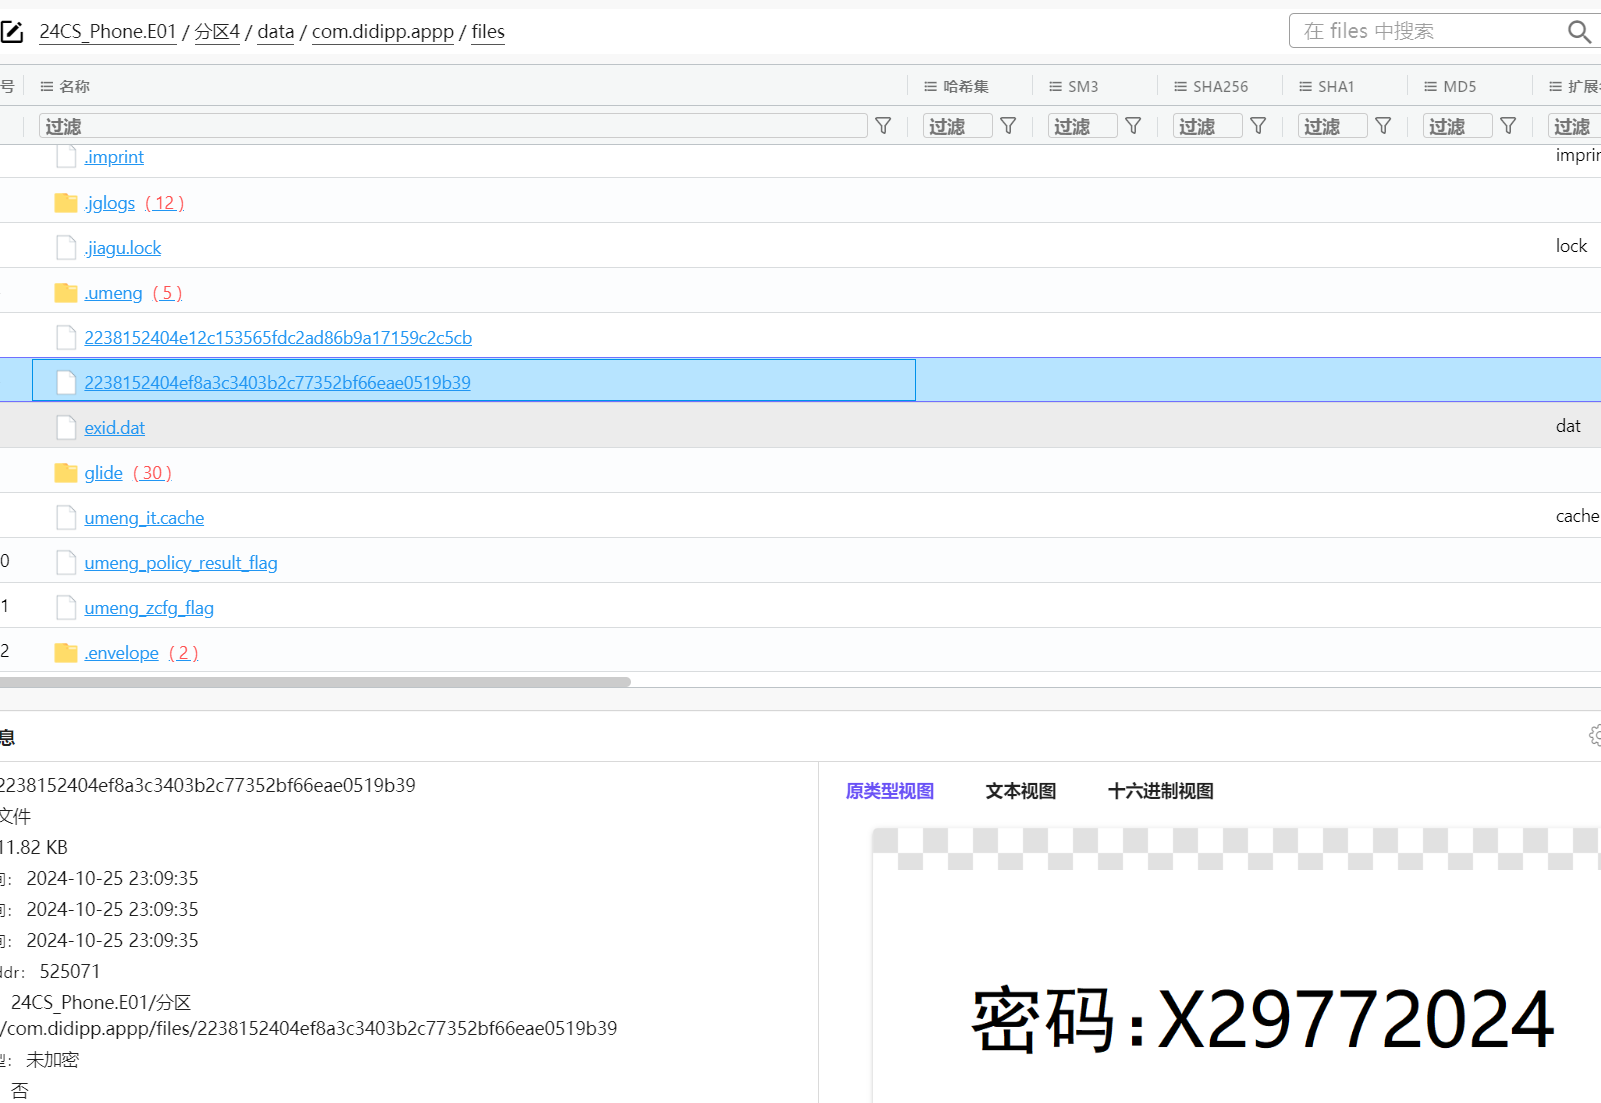 24CS_Phone.E01 / 分区4 / data / com.didipp.appp / files
在 files 中搜索
号 名称 哈希集 SM3 SHA256 SHA1 MD5 扩展
过滤 过滤 过滤 过滤 过滤 过滤 过滤
.imprint
.jglogs ( 12 )
.jiagu.lock lock
.umeng ( 5 )
2238152404e12c153565fdc2ad86b9a17159c2c5cb
2238152404ef8a3c3403b2c77352bf66eae0519b39
exid.dat dat
glide ( 30 )
umeng_it.cache cache
0 umeng_policy_result_flag
1 umeng_zcfg_flag
2 .envelope ( 2 )
息
2238152404ef8a3c3403b2c77352bf66eae0519b39
文件
11.82 KB
间: 2024-10-25 23:09:35
间: 2024-10-25 23:09:35
间: 2024-10-25 23:09:35
ddr: 525071
24CS_Phone.E01/分区
/com.didipp.appp/files/2238152404ef8a3c3403b2c77352bf66eae0519b39
型: 未加密
否
原类型视图 文本视图 十六进制视图
密码:X29772024